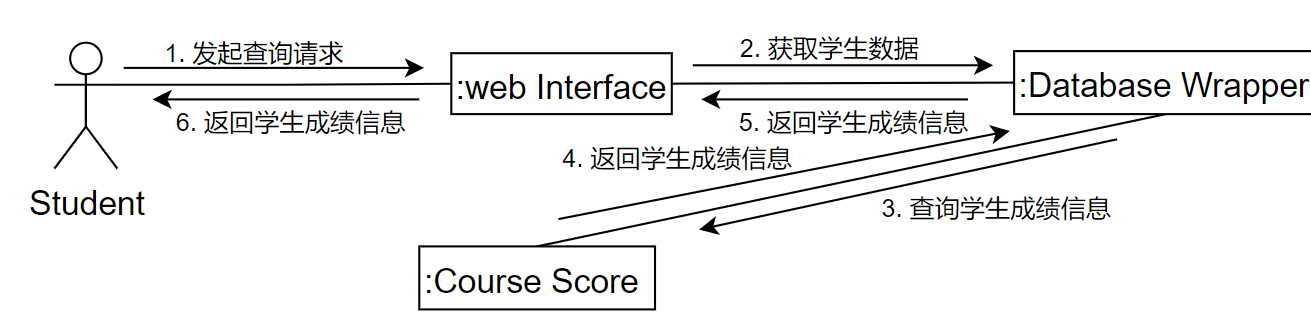 1. 发起查询请求
2. 获取学生数据
:web Interface
:Database Wrapper
6. 返回学生成绩信息
5. 返回学生成绩信息
4. 返回学生成绩信息
Student
3. 查询学生成绩信息
:Course Score